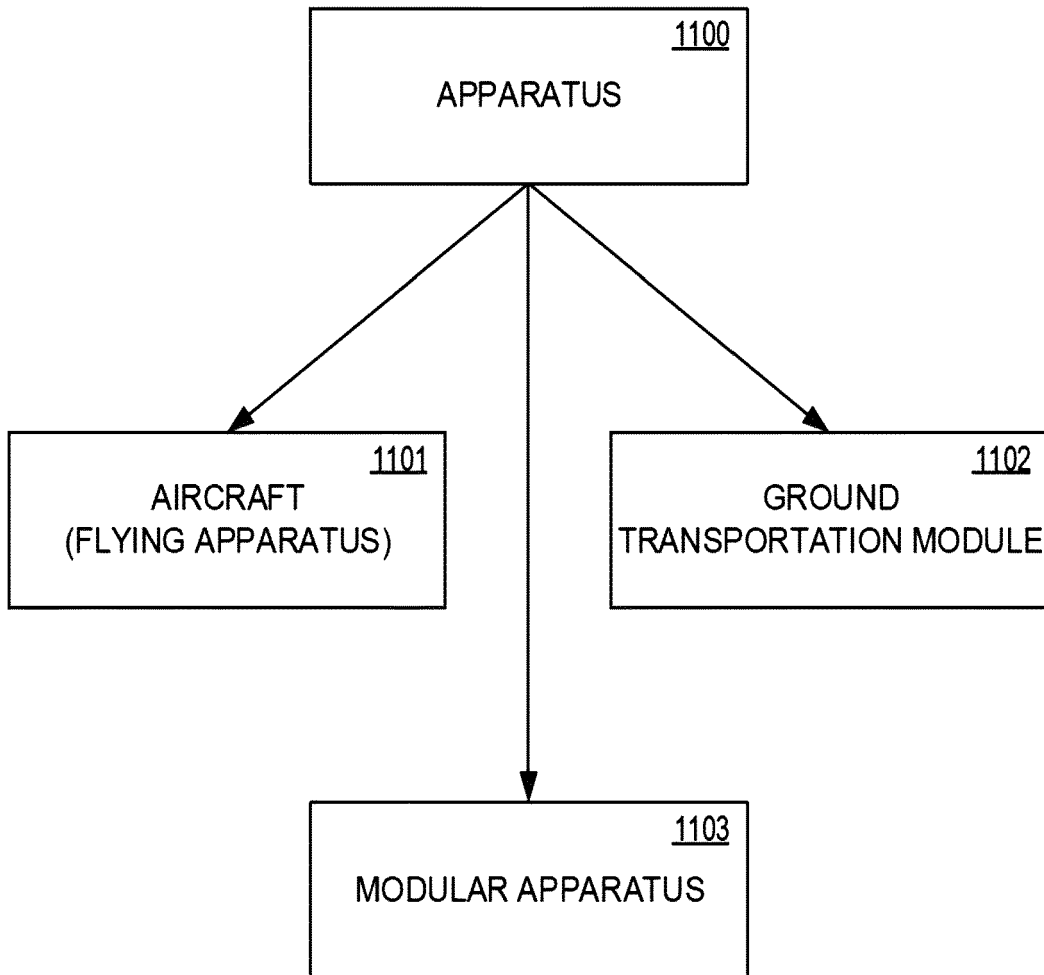 1100
APPARATUS
1101
AIRCRAFT
(FLYING APPARATUS)
1102
GROUND
TRANSPORTATION MODULE
1103
MODULAR APPARATUS